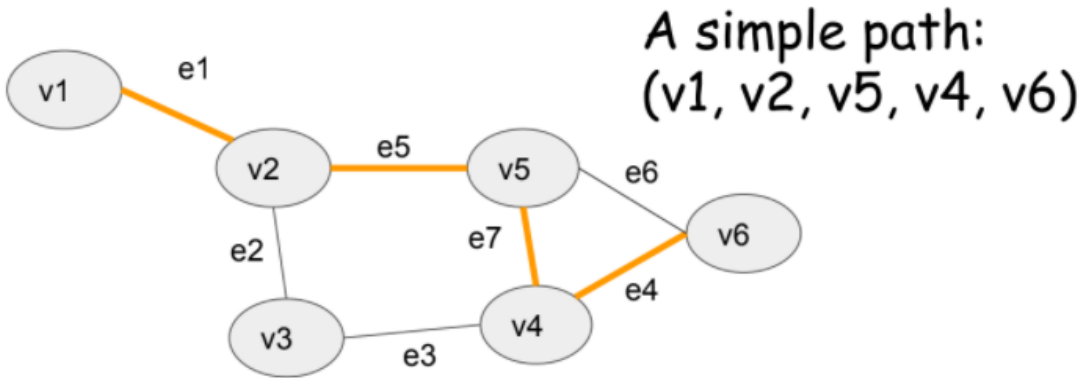 A simple path:
(v1, v2, v5, v4, v6)
e1
v1
e5
v2
v5
e6
e2
e7
v6
e4
v3
v4
e3